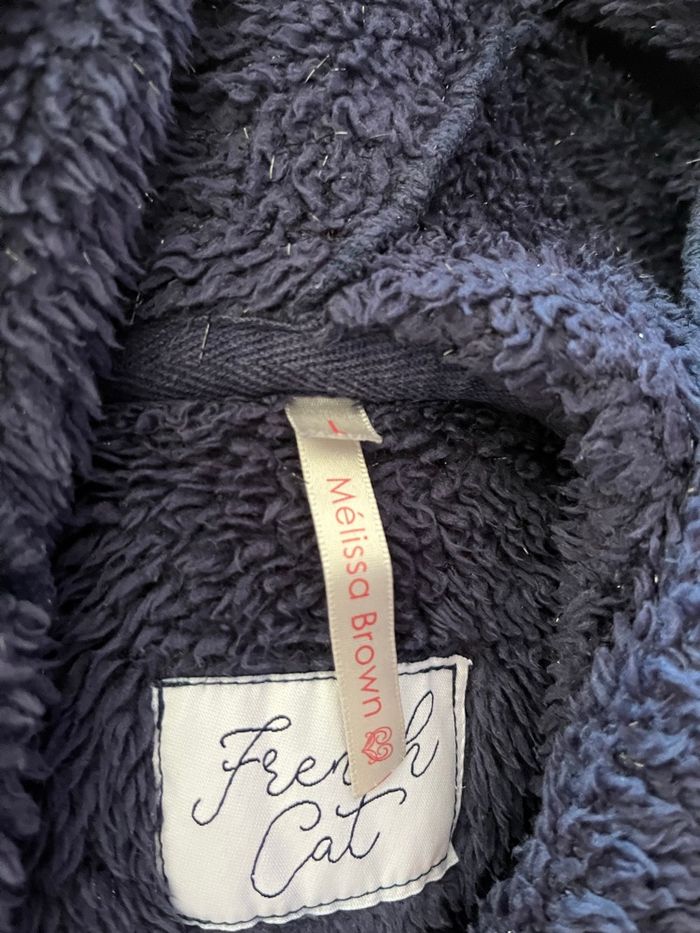 Mélissa Brown
French
Cat